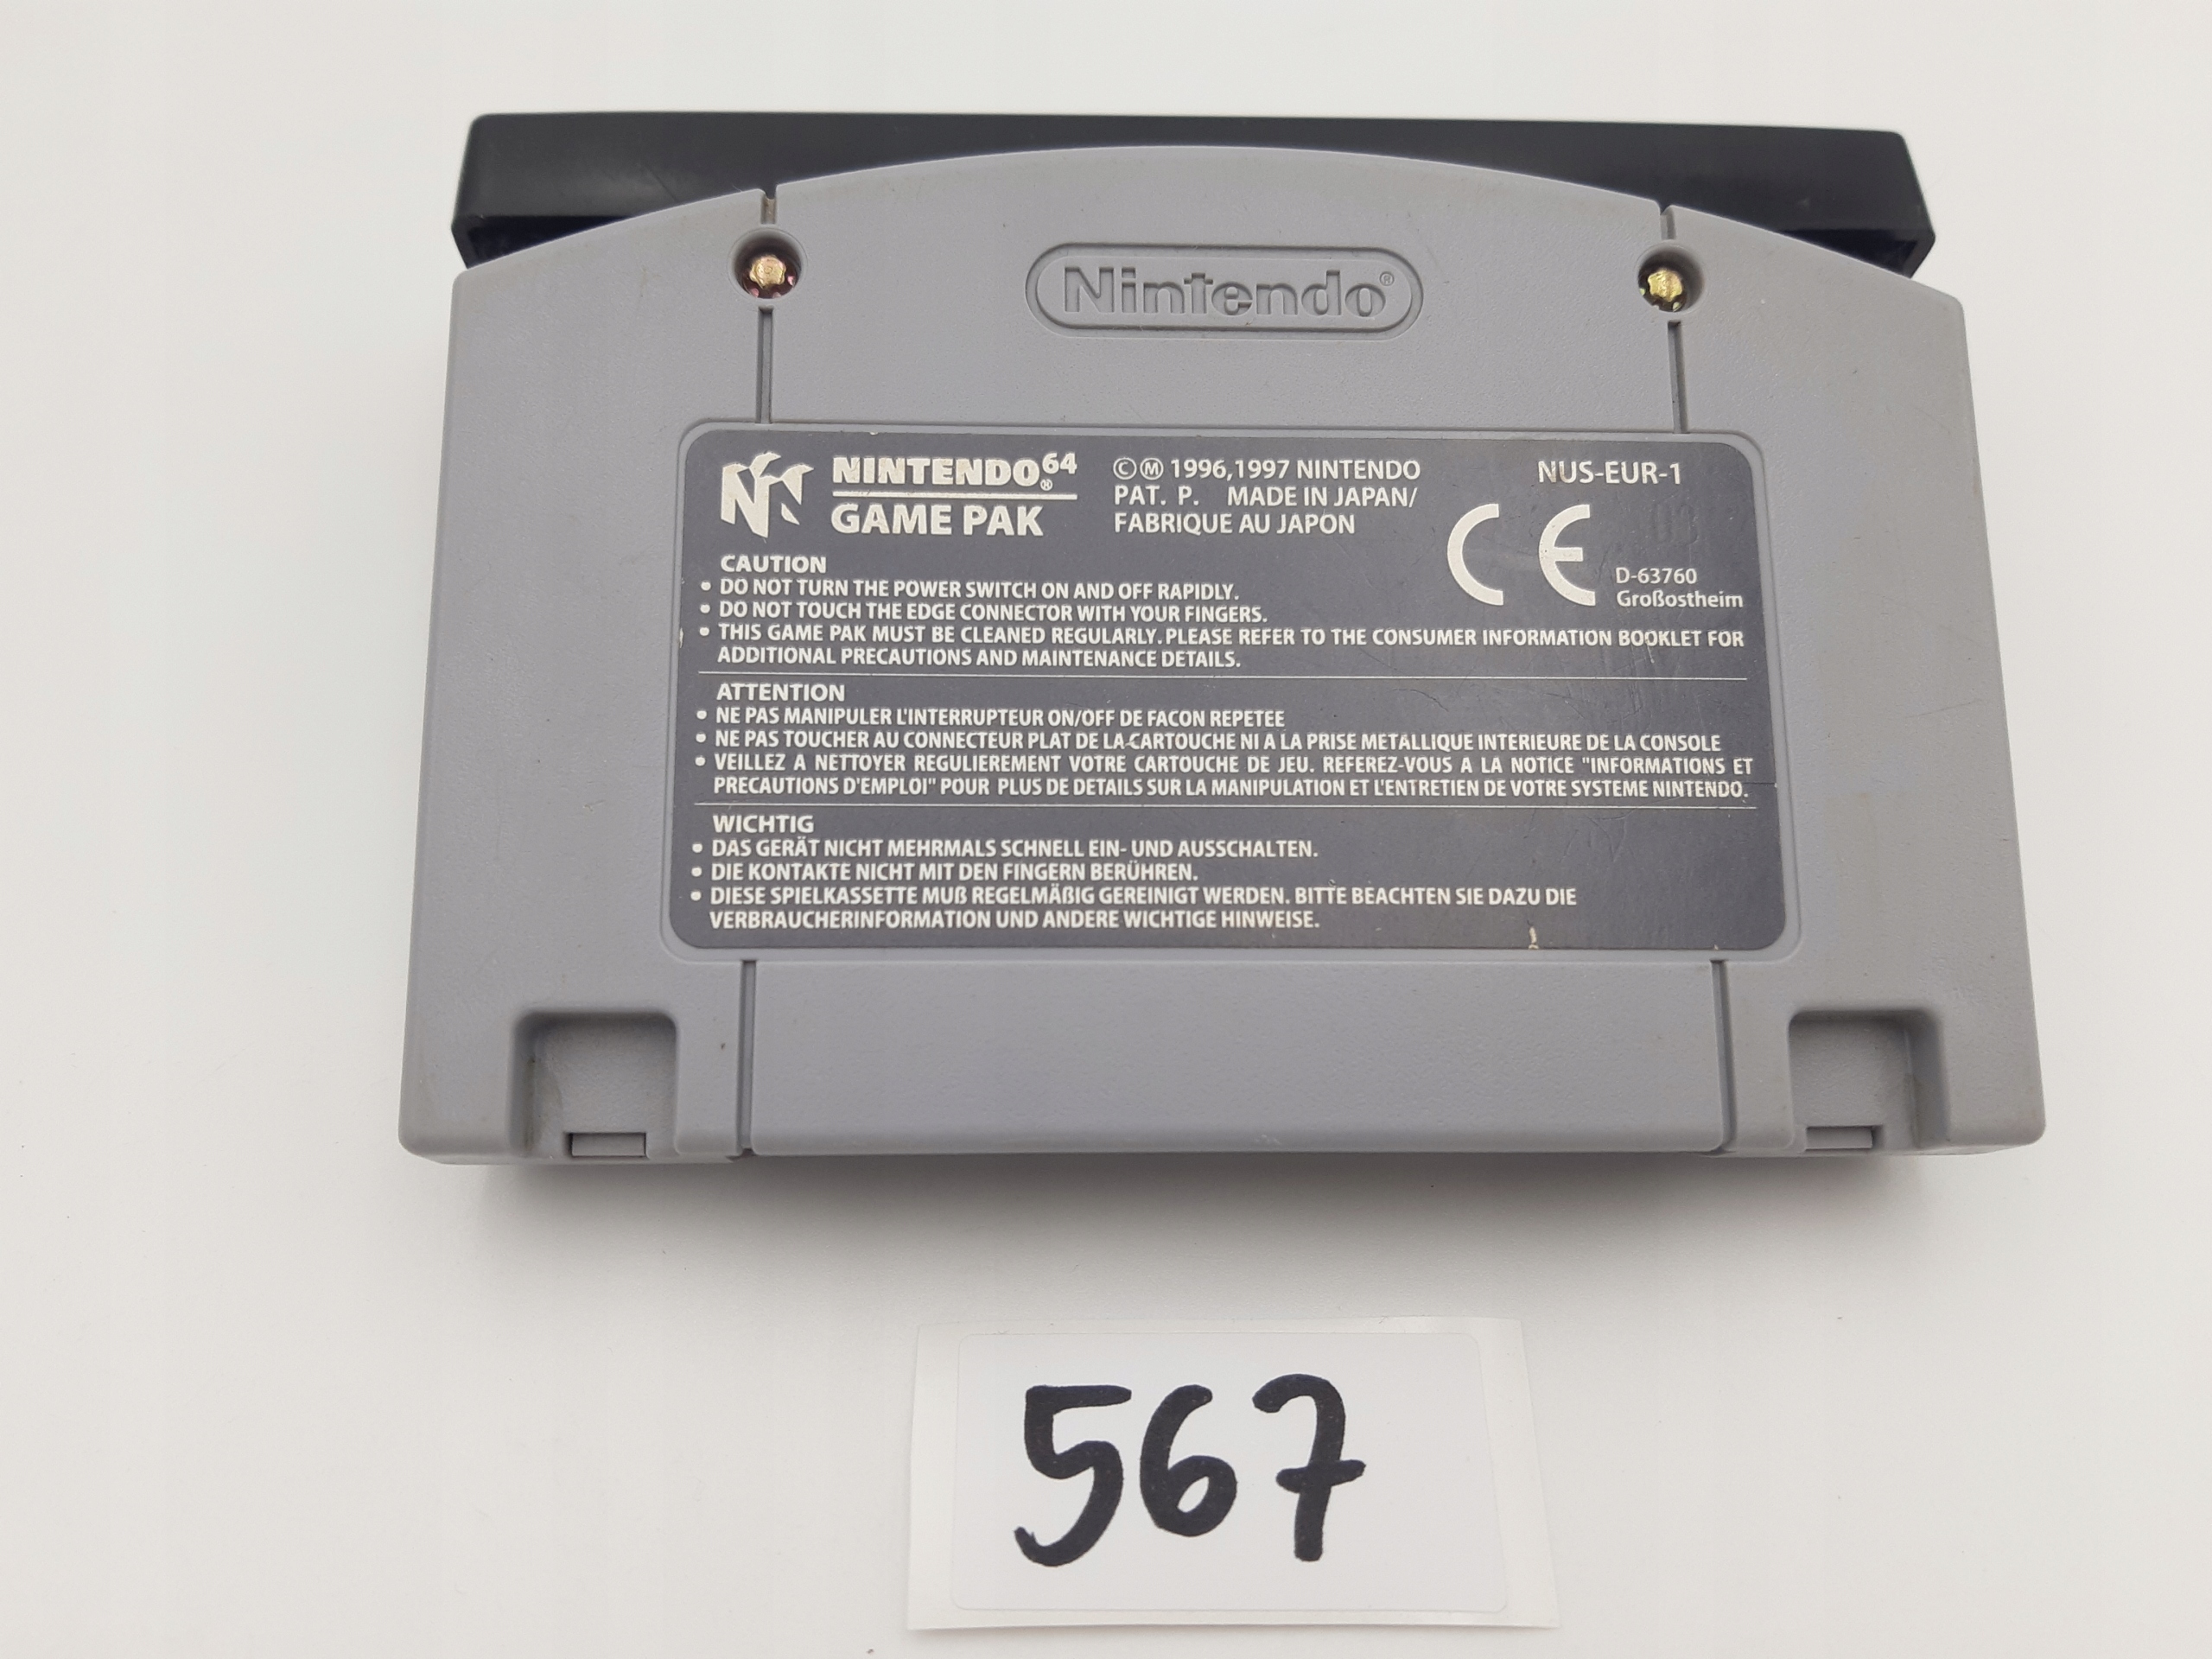 Nintendo®
NINTENDO®64
GAME PAK
©Ⓜ 1996,1997 NINTENDO
PAT. P. MADE IN JAPAN/
FABRIQUE AU JAPON
NUS-EUR-1
CE
D-63760
Großostheim
CAUTION
• DO NOT TURN THE POWER SWITCH ON AND OFF RAPIDLY.
• DO NOT TOUCH THE EDGE CONNECTOR WITH YOUR FINGERS.
• THIS GAME PAK MUST BE CLEANED REGULARLY. PLEASE REFER TO THE CONSUMER INFORMATION BOOKLET FOR
ADDITIONAL PRECAUTIONS AND MAINTENANCE DETAILS.
ATTENTION
• NE PAS MANIPULER L'INTERRUPTEUR ON/OFF DE FACON REPETEE
• NE PAS TOUCHER AU CONNECTEUR PLAT DE LA CARTOUCHE NI A LA PRISE METALLIQUE INTERIEURE DE LA CONSOLE
• VEILLEZ A NETTOYER REGULIEREMENT VOTRE CARTOUCHE DE JEU. REFEREZ-VOUS A LA NOTICE "INFORMATIONS ET
PRECAUTIONS D'EMPLOI" POUR PLUS DE DETAILS SUR LA MANIPULATION ET L'ENTRETIEN DE VOTRE SYSTEME NINTENDO.
WICHTIG
• DAS GERÄT NICHT MEHRMALS SCHNELL EIN- UND AUSSCHALTEN.
• DIE KONTAKTE NICHT MIT DEN FINGERN BERÜHREN.
• DIESE SPIELKASSETTE MUß REGELMÄßIG GEREINIGT WERDEN. BITTE BEACHTEN SIE DAZU DIE
VERBRAUCHERINFORMATION UND ANDERE WICHTIGE HINWEISE.
567